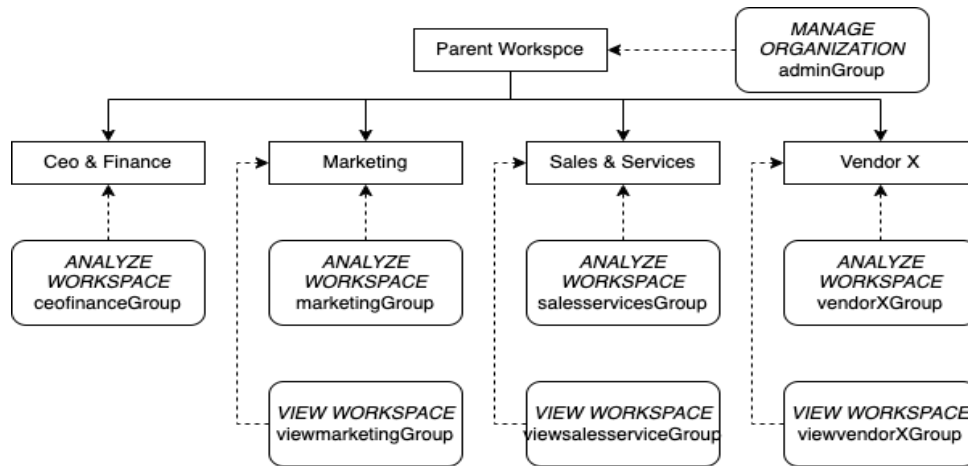 Parent Workspce
MANAGE
ORGANIZATION
adminGroup
Ceo & Finance
Marketing
Sales & Services
Vendor X
ANALYZE
WORKSPACE
ceofinanceGroup
ANALYZE
WORKSPACE
marketingGroup
ANALYZE
WORKSPACE
salesservicesGroup
ANALYZE
WORKSPACE
vendorXGroup
VIEW WORKSPACE
viewmarketingGroup
VIEW WORKSPACE
viewsalesserviceGroup
VIEW WORKSPACE
viewvendorXGroup